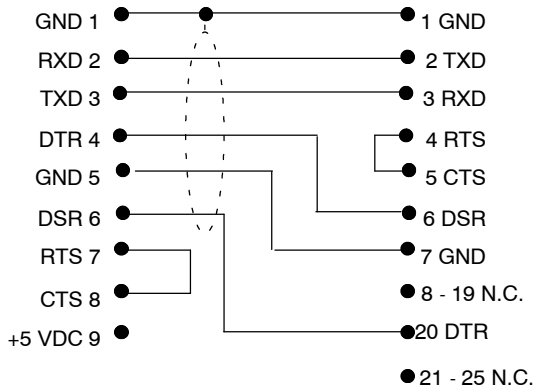 GND 1
1 GND
RXD 2
2 TXD
TXD 3
3 RXD
DTR 4
4 RTS
GND 5
5 CTS
DSR 6
6 DSR
RTS 7
7 GND
CTS 8
8 - 19 N.C.
+5 VDC 9
20 DTR
21 - 25 N.C.